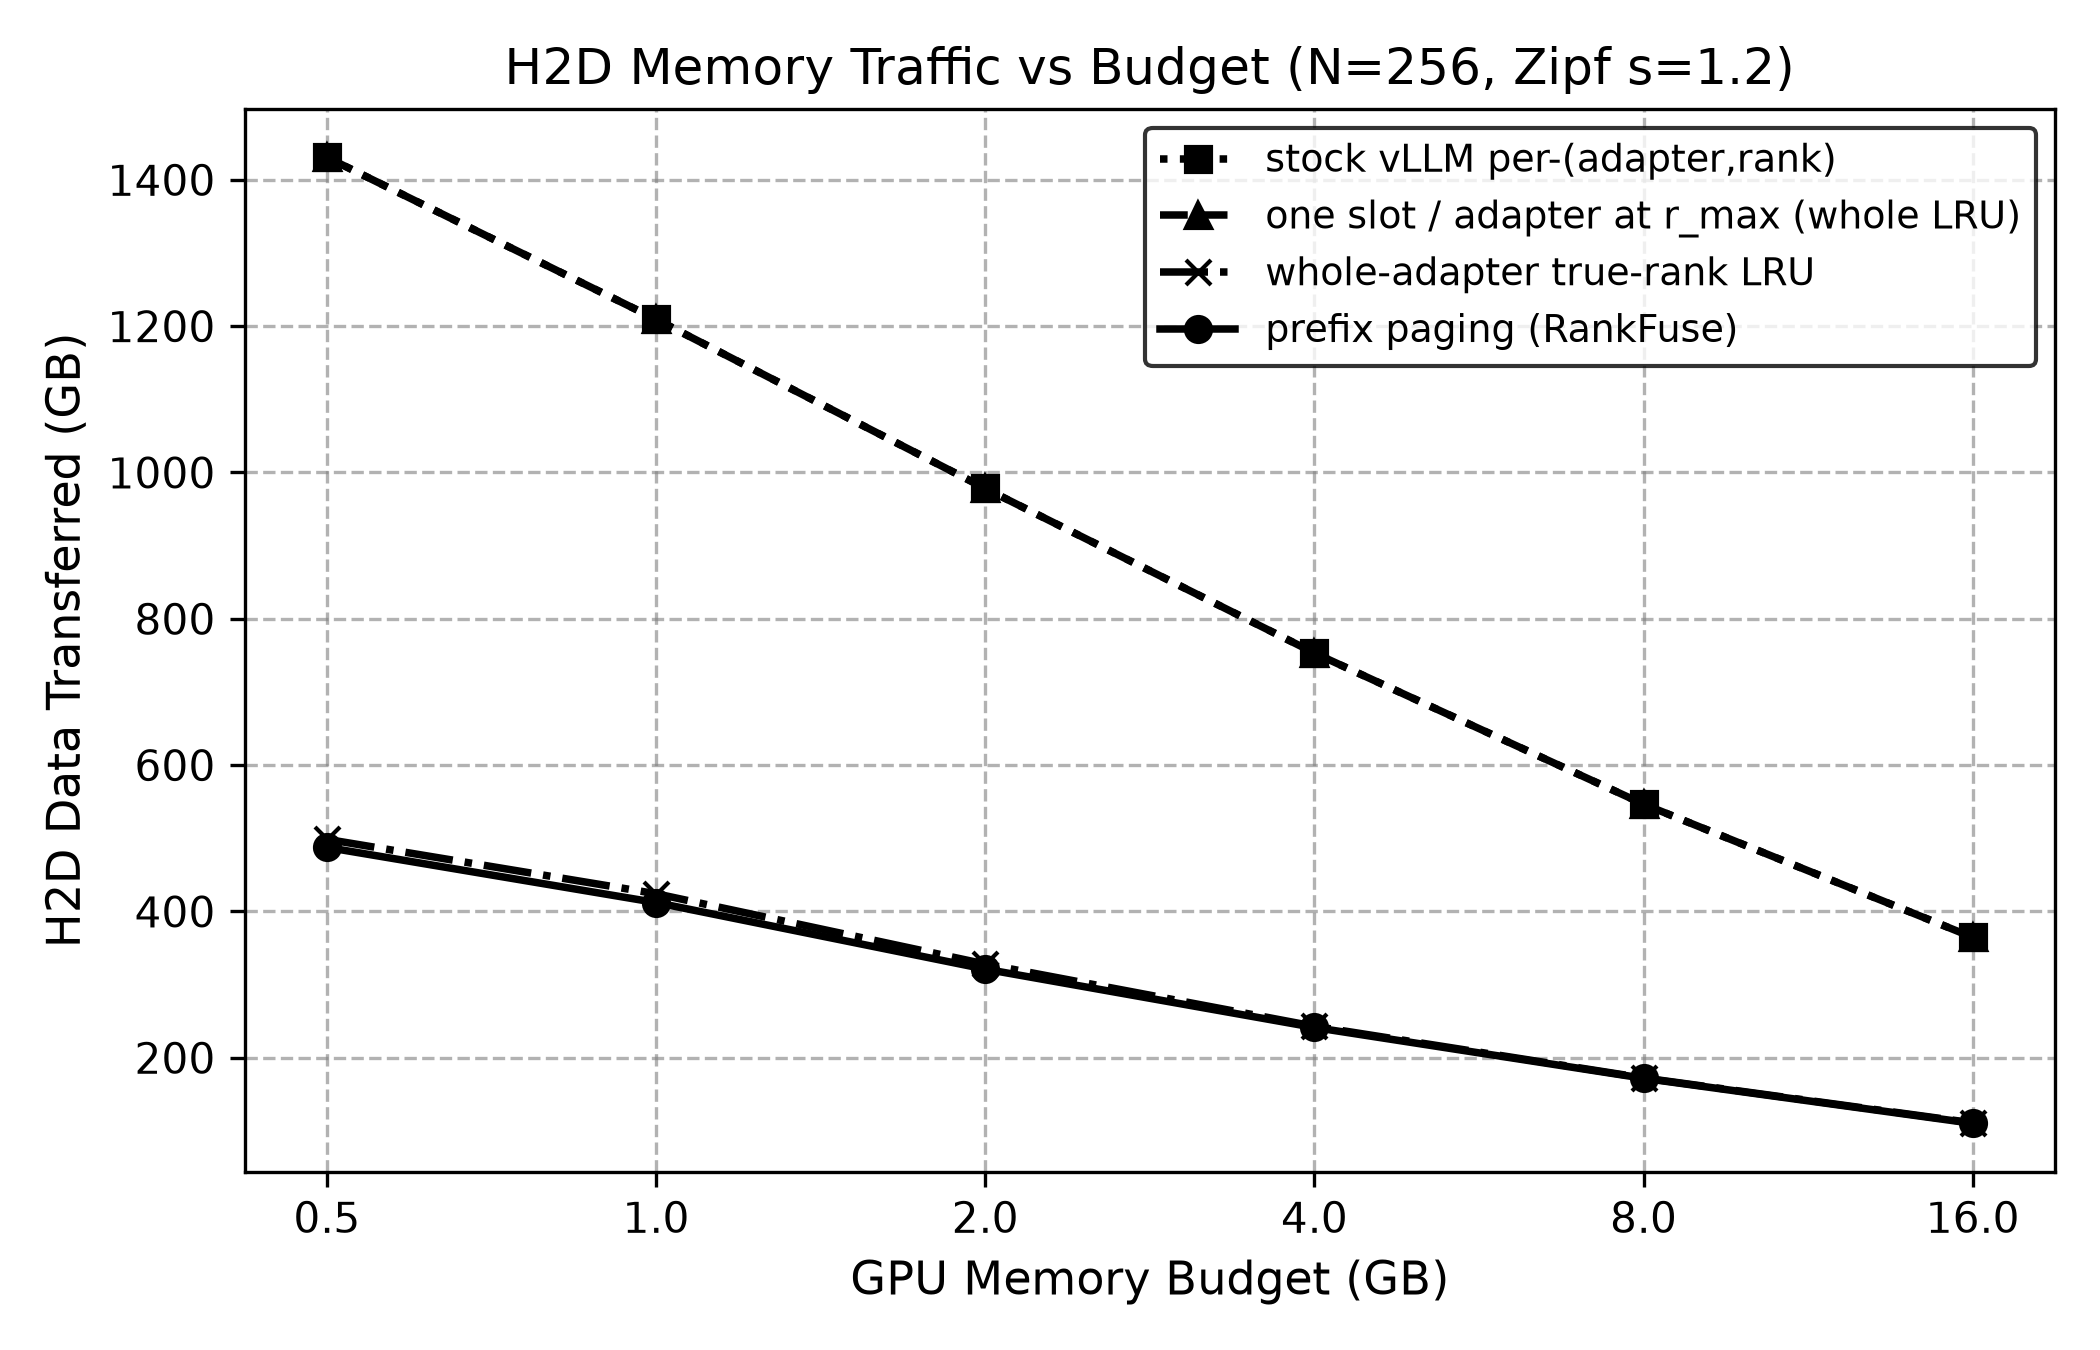 H2D Memory Traffic vs Budget (N=256, Zipf s=1.2)
stock vLLM per-(adapter,rank)
one slot / adapter at r_max (whole LRU)
whole-adapter true-rank LRU
prefix paging (RankFuse)
H2D Data Transferred (GB)
1400
1200
1000
800
600
400
200
0.5 1.0 2.0 4.0 8.0 16.0
GPU Memory Budget (GB)